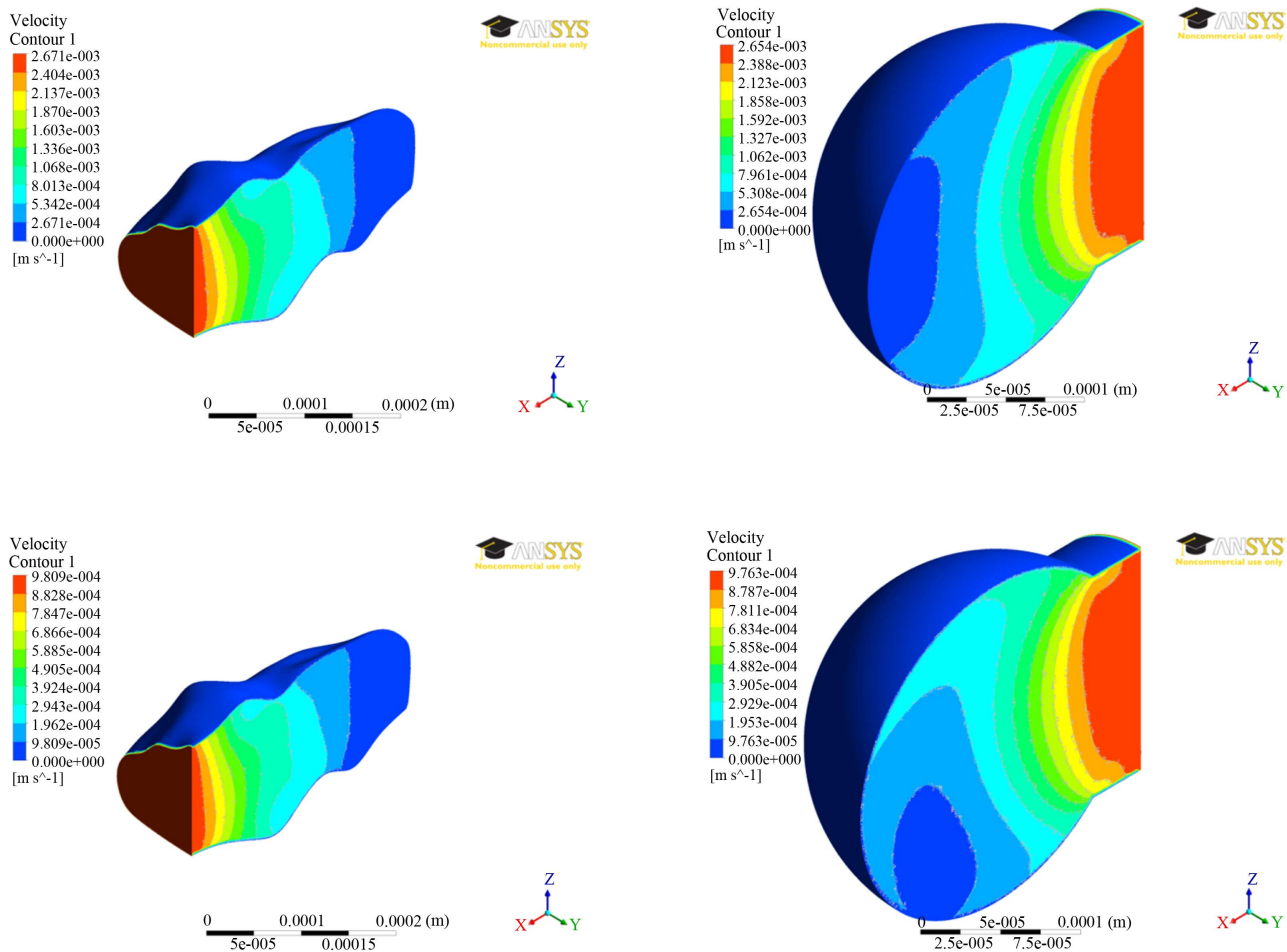 Velocity
Contour 1
2.671e-003
2.404e-003
2.137e-003
1.870e-003
1.603e-003
1.336e-003
1.068e-003
8.013e-004
5.342e-004
2.671e-004
0.000e+000
[m s^-1]
ANSYS
Noncommercial use only
0 0.0001 0.0002 (m)
5e-005 0.00015
Z
X Y
Velocity
Contour 1
2.654e-003
2.388e-003
2.123e-003
1.858e-003
1.592e-003
1.327e-003
1.062e-003
7.961e-004
5.308e-004
2.654e-004
0.000e+000
[m s^-1]
ANSYS
Noncommercial use only
0 5e-005 0.0001 (m)
2.5e-005 7.5e-005
Z
X Y
Velocity
Contour 1
9.809e-004
8.828e-004
7.847e-004
6.866e-004
5.885e-004
4.905e-004
3.924e-004
2.943e-004
1.962e-004
9.809e-005
0.000e+000
[m s^-1]
ANSYS
Noncommercial use only
0 0.0001 0.0002 (m)
5e-005 0.00015
Z
X Y
Velocity
Contour 1
9.763e-004
8.787e-004
7.811e-004
6.834e-004
5.858e-004
4.882e-004
3.905e-004
2.929e-004
1.953e-004
9.763e-005
0.000e+000
[m s^-1]
ANSYS
Noncommercial use only
0 5e-005 0.0001 (m)
2.5e-005 7.5e-005
Z
X Y